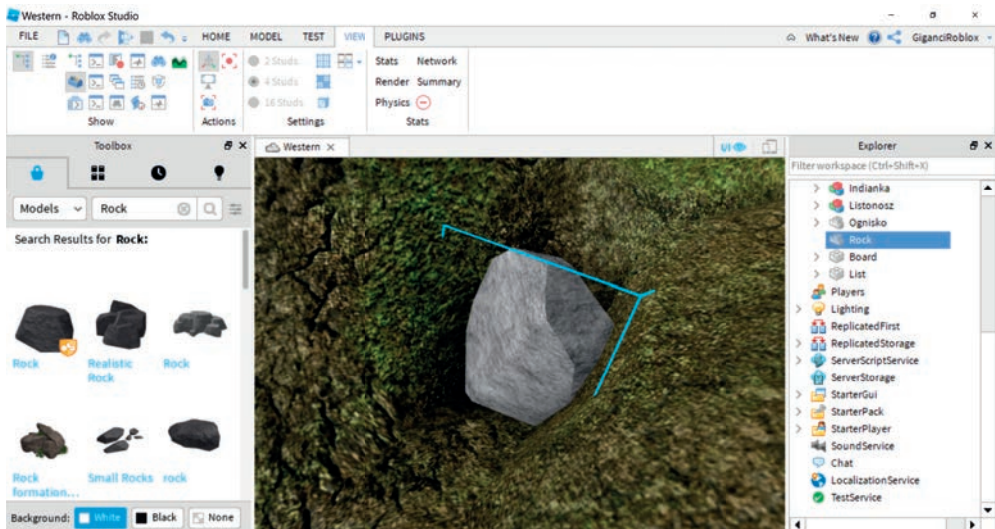 Western - Roblox Studio
FILE HOME MODEL TEST VIEW PLUGINS What's New GiganciRoblox
2 Studs
4 Studs
16 Studs
Stats Network
Render Summary
Physics
Show Actions Settings Stats
Toolbox
Models Rock
Search Results for Rock:
Rock
Realistic
Rock
Rock
Rock
formation...
Small Rocks
rock
Background: White Black None
Western
UI
Explorer
Filter workspace (Ctrl+Shift+X)
Indianka
Listonosz
Ognisko
Rock
Board
List
Players
Lighting
ReplicatedFirst
ReplicatedStorage
ServerScriptService
ServerStorage
StarterGui
StarterPack
StarterPlayer
SoundService
Chat
LocalizationService
TestService